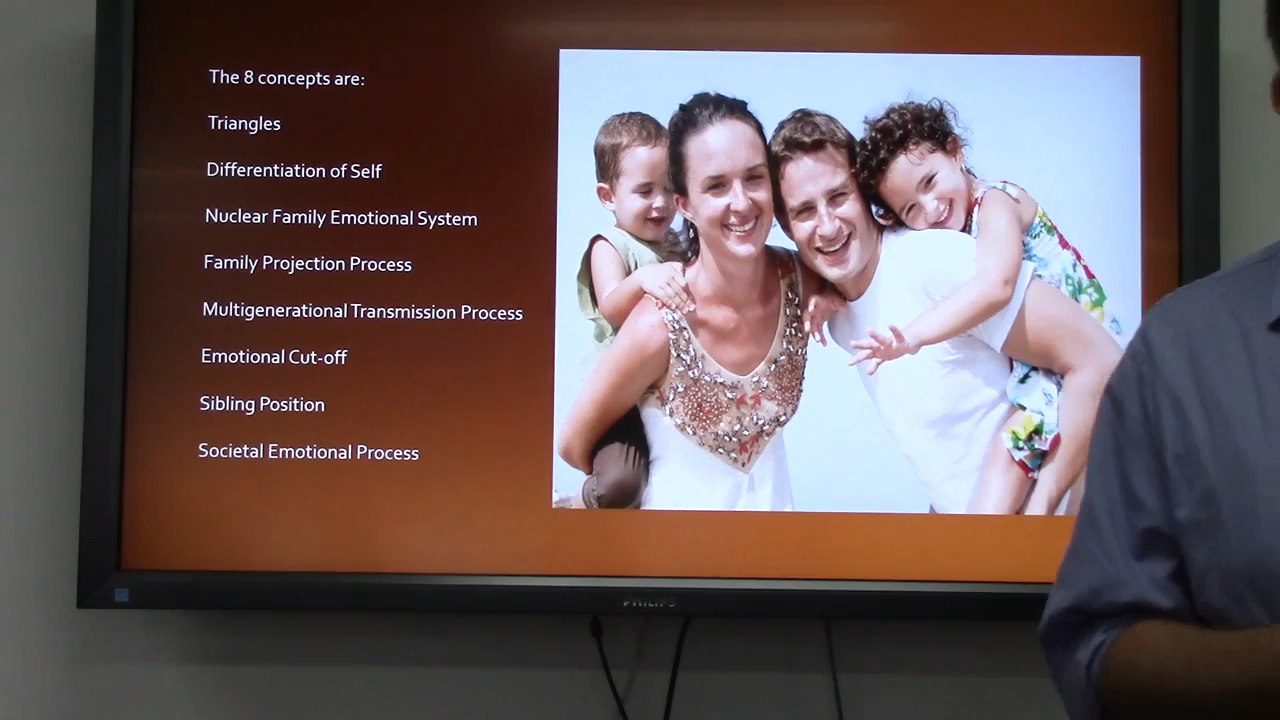 The 8 concepts are:
Triangles
Differentiation of Self
Nuclear Family Emotional System
Family Projection Process
Multigenerational Transmission Process
Emotional Cut-off
Sibling Position
Societal Emotional Process
PHILIPS